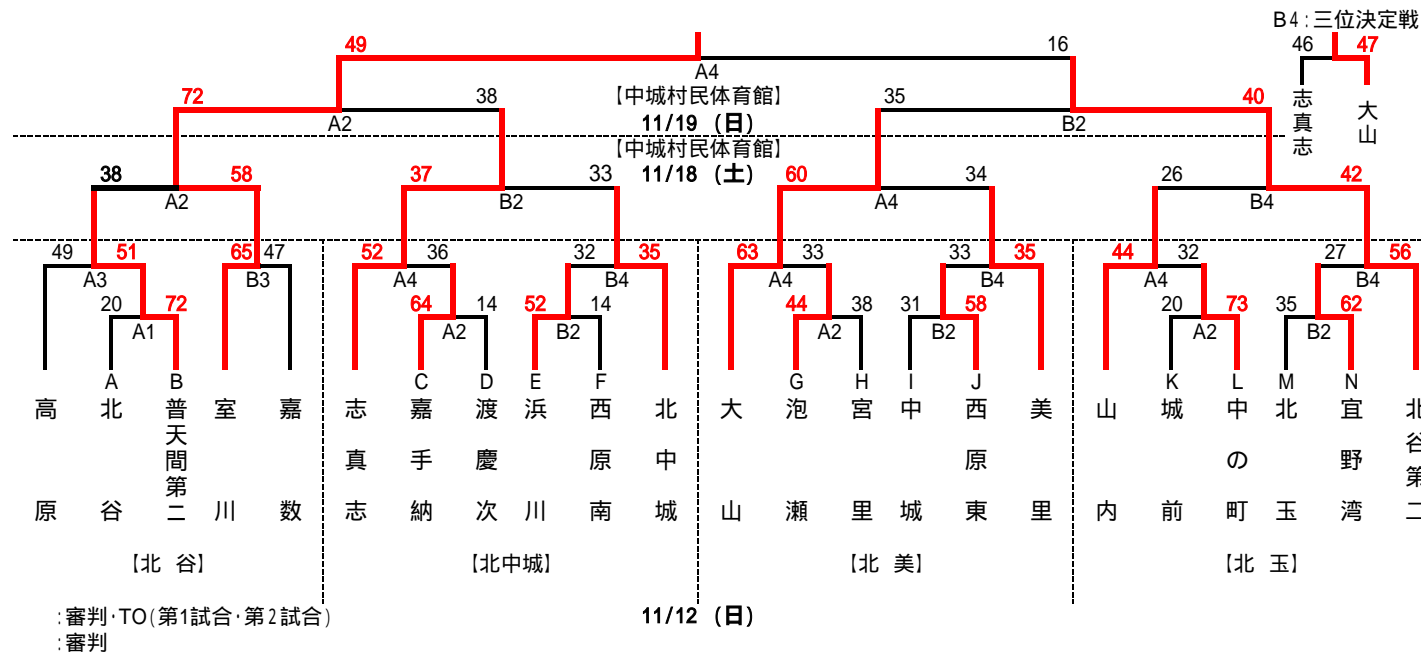 B4:三位決定戦
49 16 46 47
A4
【中城村民体育館】
72 38 35 40
志真志 大山
A2 11/19 (日) B2
【中城村民体育館】
38 58 37 33 11/18 (土) 60 34 26 42
A2 B2 A4 B4
49 51 65 47 52 36 32 35 63 33 33 35 44 32 27 56
A3 B3 A4 B4 A4 B4 A4 B4
20 72 64 14 52 14 44 38 31 58 20 73 35 62
A1 A2 B2 A2 B2 A2 B2
A B C D E F G H I J K L M N
高原 北谷 普天間第二 室川 嘉数 志真志 嘉手納 渡慶次 浜川 西原南 北中城 大山 泡瀬 宮里 中城 西原東 美里 山内 城前 中の町 北玉 宜野湾 北谷第二
【北 谷】 【北中城】 【北 美】 【北 玉】
:審判・TO(第1試合・第2試合) 11/12 (日)
:審判